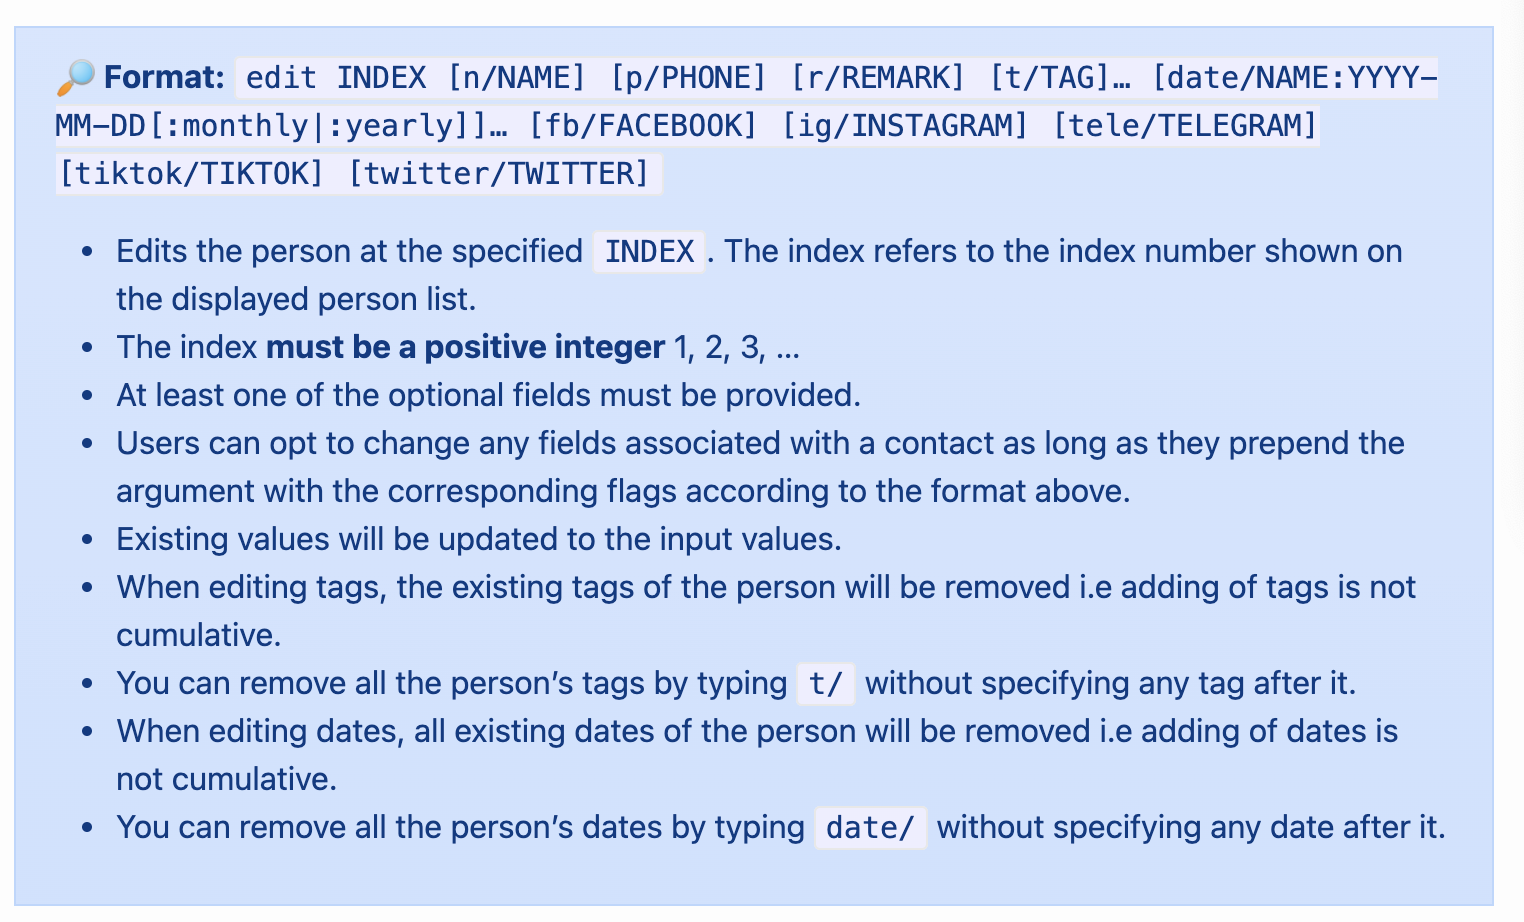 🔎 Format: edit INDEX [n/NAME] [p/PHONE] [r/REMARK] [t/TAG]… [date/NAME:YYYY-
MM-DD[:monthly|:yearly]]… [fb/FACEBOOK] [ig/INSTAGRAM] [tele/TELEGRAM]
[tiktok/TIKTOK] [twitter/TWITTER]
• Edits the person at the specified INDEX. The index refers to the index number shown on
the displayed person list.
• The index must be a positive integer 1, 2, 3, …
• At least one of the optional fields must be provided.
• Users can opt to change any fields associated with a contact as long as they prepend the
argument with the corresponding flags according to the format above.
• Existing values will be updated to the input values.
• When editing tags, the existing tags of the person will be removed i.e adding of tags is not
cumulative.
• You can remove all the person’s tags by typing t/ without specifying any tag after it.
• When editing dates, all existing dates of the person will be removed i.e adding of dates is
not cumulative.
• You can remove all the person’s dates by typing date/ without specifying any date after it.